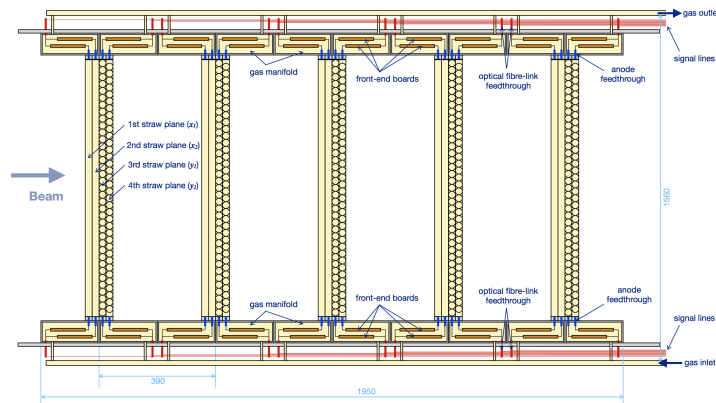 gas outle
signal lines
gas manifold
front-end boards
optical fibre-link
feedthrough
anode
feedthrough
1st straw plane (x1)
2nd straw plane (x2)
3rd straw plane (y1)
4th straw plane (y2)
Beam
1560
gas manifold
front-end boards
optical fibre-link
feedthrough
anode
feedthrough
signal lines
gas inlet
390
1950